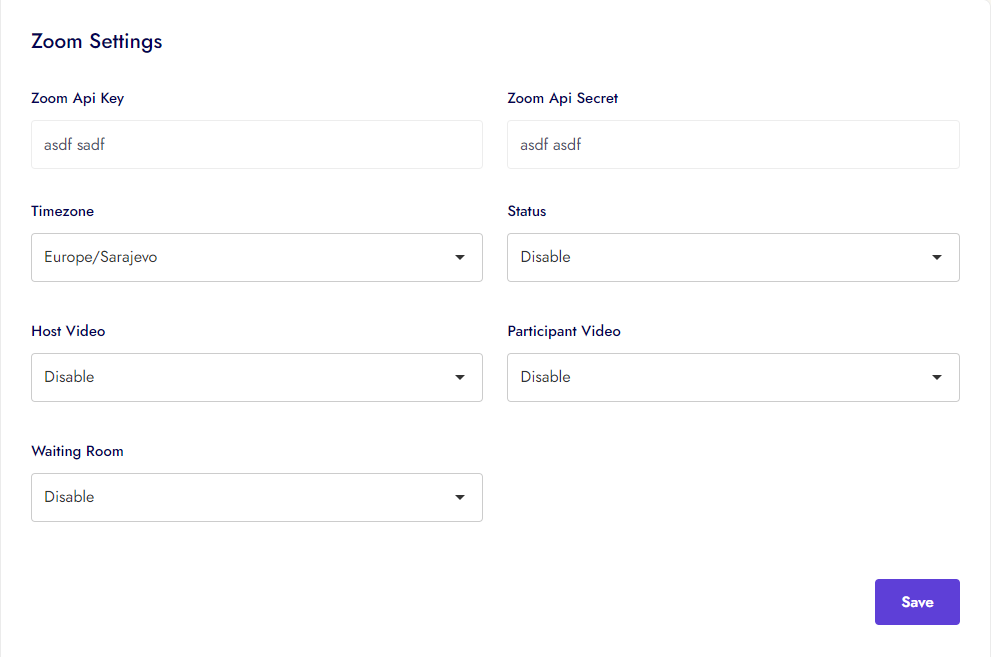 Zoom Settings
Zoom Api Key
Zoom Api Secret
asdf sadf
asdf asdf
Timezone
Status
Europe/Sarajevo
Disable
Host Video
Participant Video
Disable
Disable
Waiting Room
Disable
Save